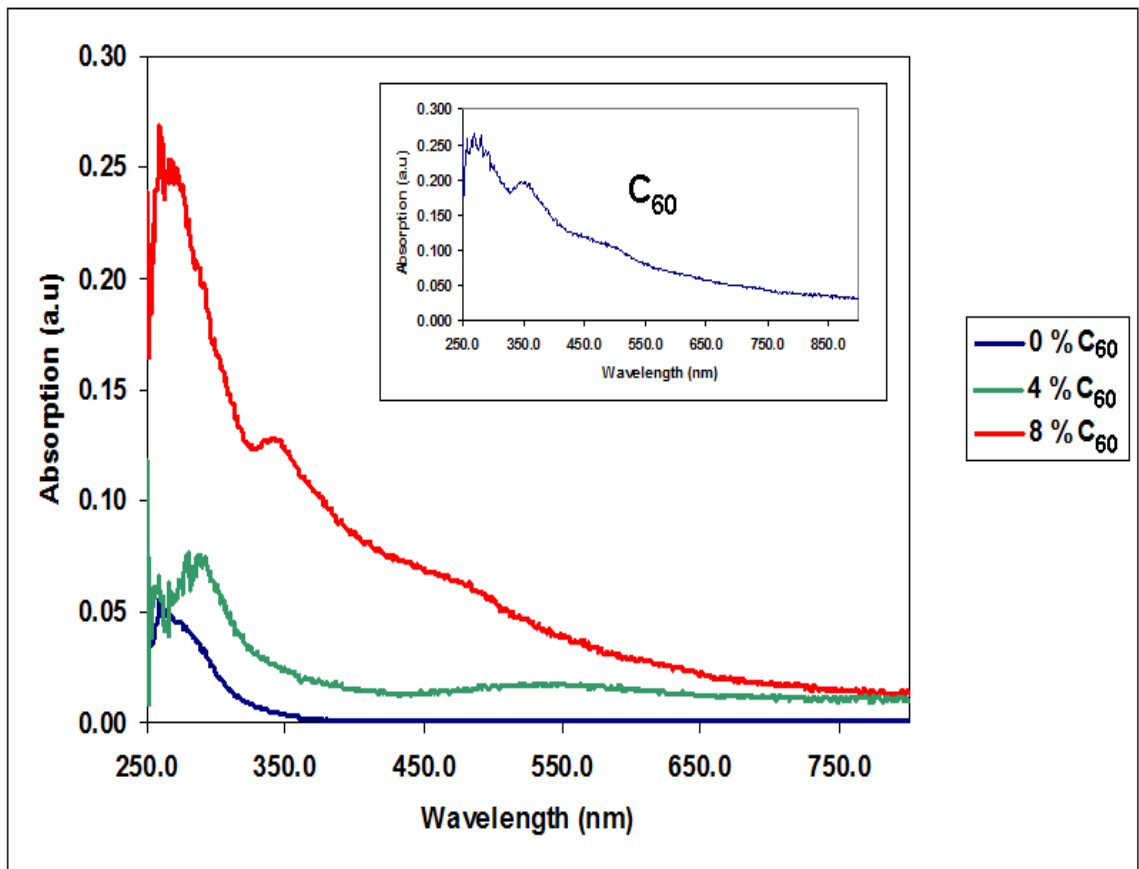 0.30
0.25
0.20
0.15
0.10
0.05
0.00
Absorption (a.u)
250.0 350.0 450.0 550.0 650.0 750.0
Wavelength (nm)
0.300
0.250
0.200
0.150
0.100
0.050
0.000
Absorption (a.u)
C₆₀
250.0 350.0 450.0 550.0 650.0 750.0 850.0
Wavelength (nm)
0 % C₆₀
4 % C₆₀
8 % C₆₀